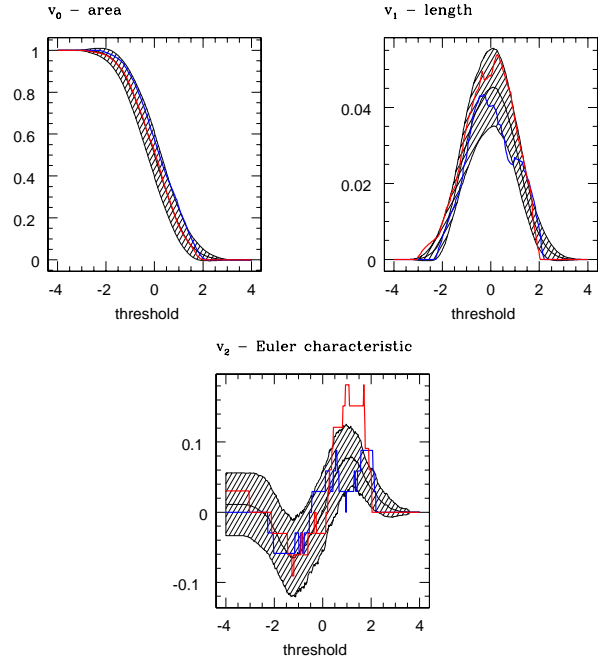 v₀ – area
1
0.8
0.6
0.4
0.2
0
-4 -2 0 2 4
threshold
v₁ – length
0.04
0.02
0
-4 -2 0 2 4
threshold
v₂ – Euler characteristic
0.1
0
-0.1
-4 -2 0 2 4
threshold